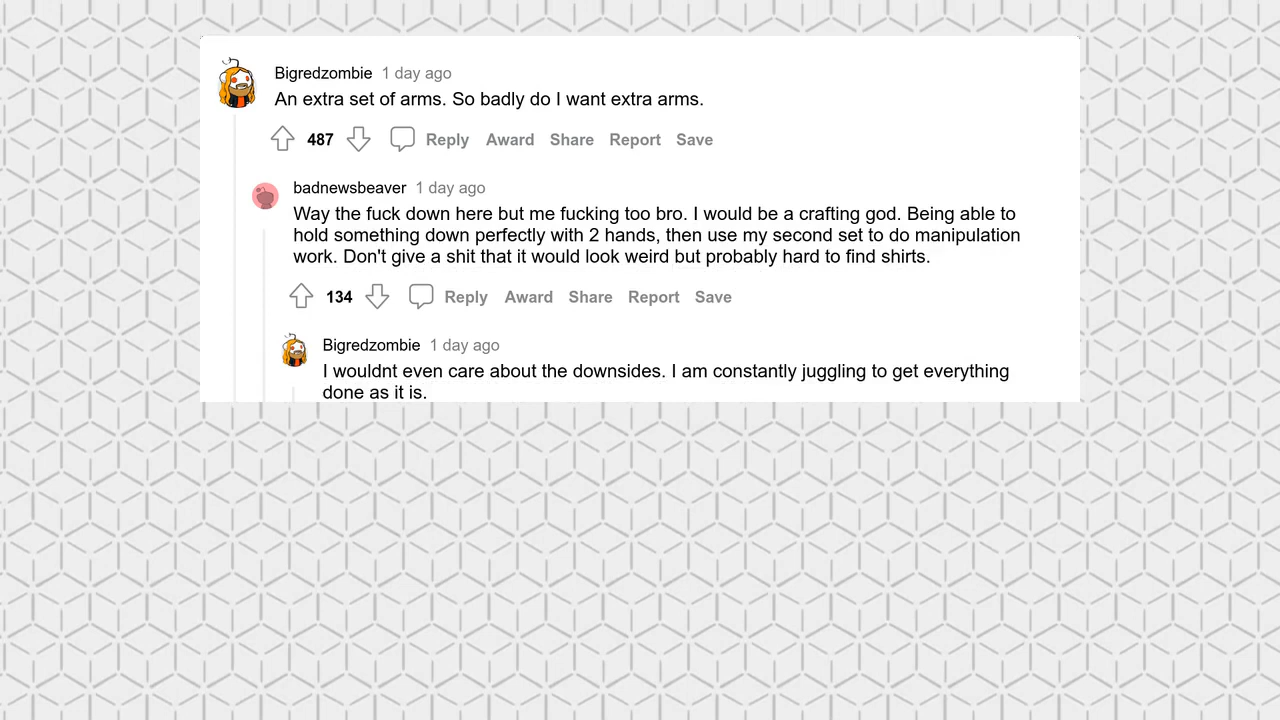 Bigredzombie 1 day ago
An extra set of arms. So badly do I want extra arms.
487 Reply Award Share Report Save
badnewsbeaver 1 day ago
Way the fuck down here but me fucking too bro. I would be a crafting god. Being able to
hold something down perfectly with 2 hands, then use my second set to do manipulation
work. Don't give a shit that it would look weird but probably hard to find shirts.
134 Reply Award Share Report Save
Bigredzombie 1 day ago
I wouldnt even care about the downsides. I am constantly juggling to get everything
done as it is.